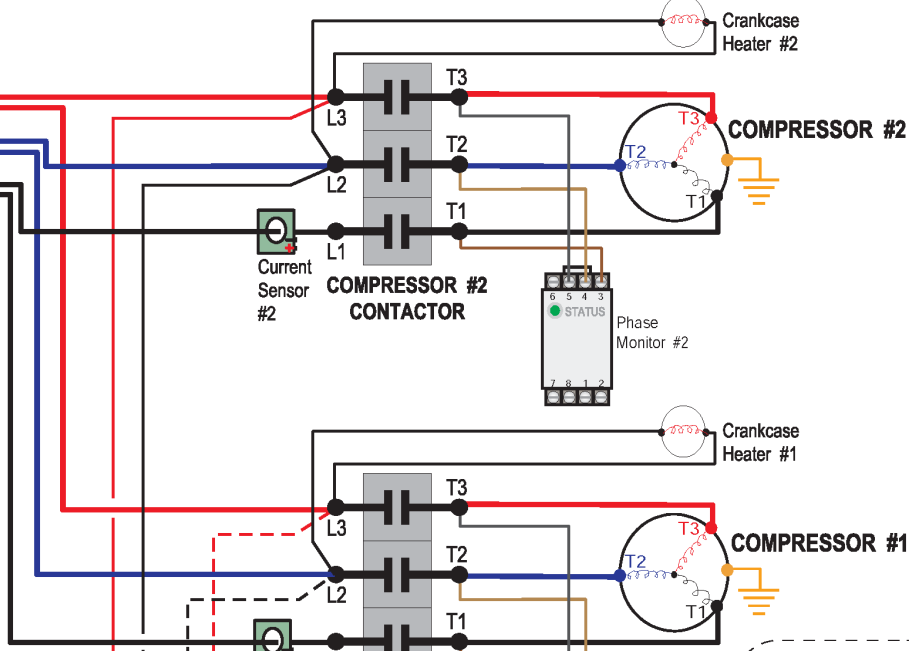 Crankcase
Heater #2
T3
L3
T3
COMPRESSOR #2
T2
T2
L2
T1
T1
L1
Current
Sensor
#2
COMPRESSOR #2
CONTACTOR
6 5 4 3
STATUS
Phase
Monitor #2
7 8 1 2
Crankcase
Heater #1
T3
L3
T3
COMPRESSOR #1
T2
T2
L2
T1
T1